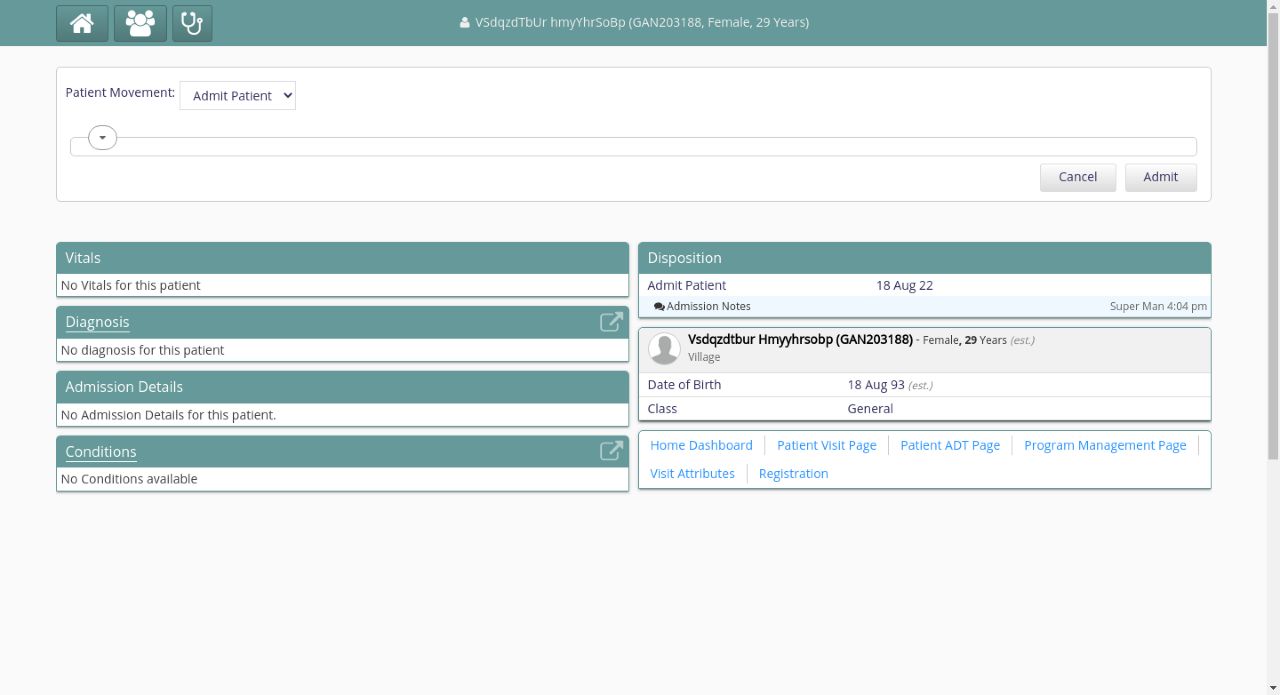 VSdqzdTbUr hmyYhrSoBp (GAN203188, Female, 29 Years)
Patient Movement: Admit Patient
Cancel Admit
Vitals
No Vitals for this patient
Diagnosis
No diagnosis for this patient
Admission Details
No Admission Details for this patient.
Conditions
No Conditions available
Disposition
Admit Patient 18 Aug 22
Admission Notes Super Man 4:04 pm
Vsdqzdtbur Hmyyhrsobp (GAN203188) - Female, 29 Years (est.)
Village
Date of Birth 18 Aug 93 (est.)
Class General
Home Dashboard Patient Visit Page Patient ADT Page Program Management Page
Visit Attributes Registration